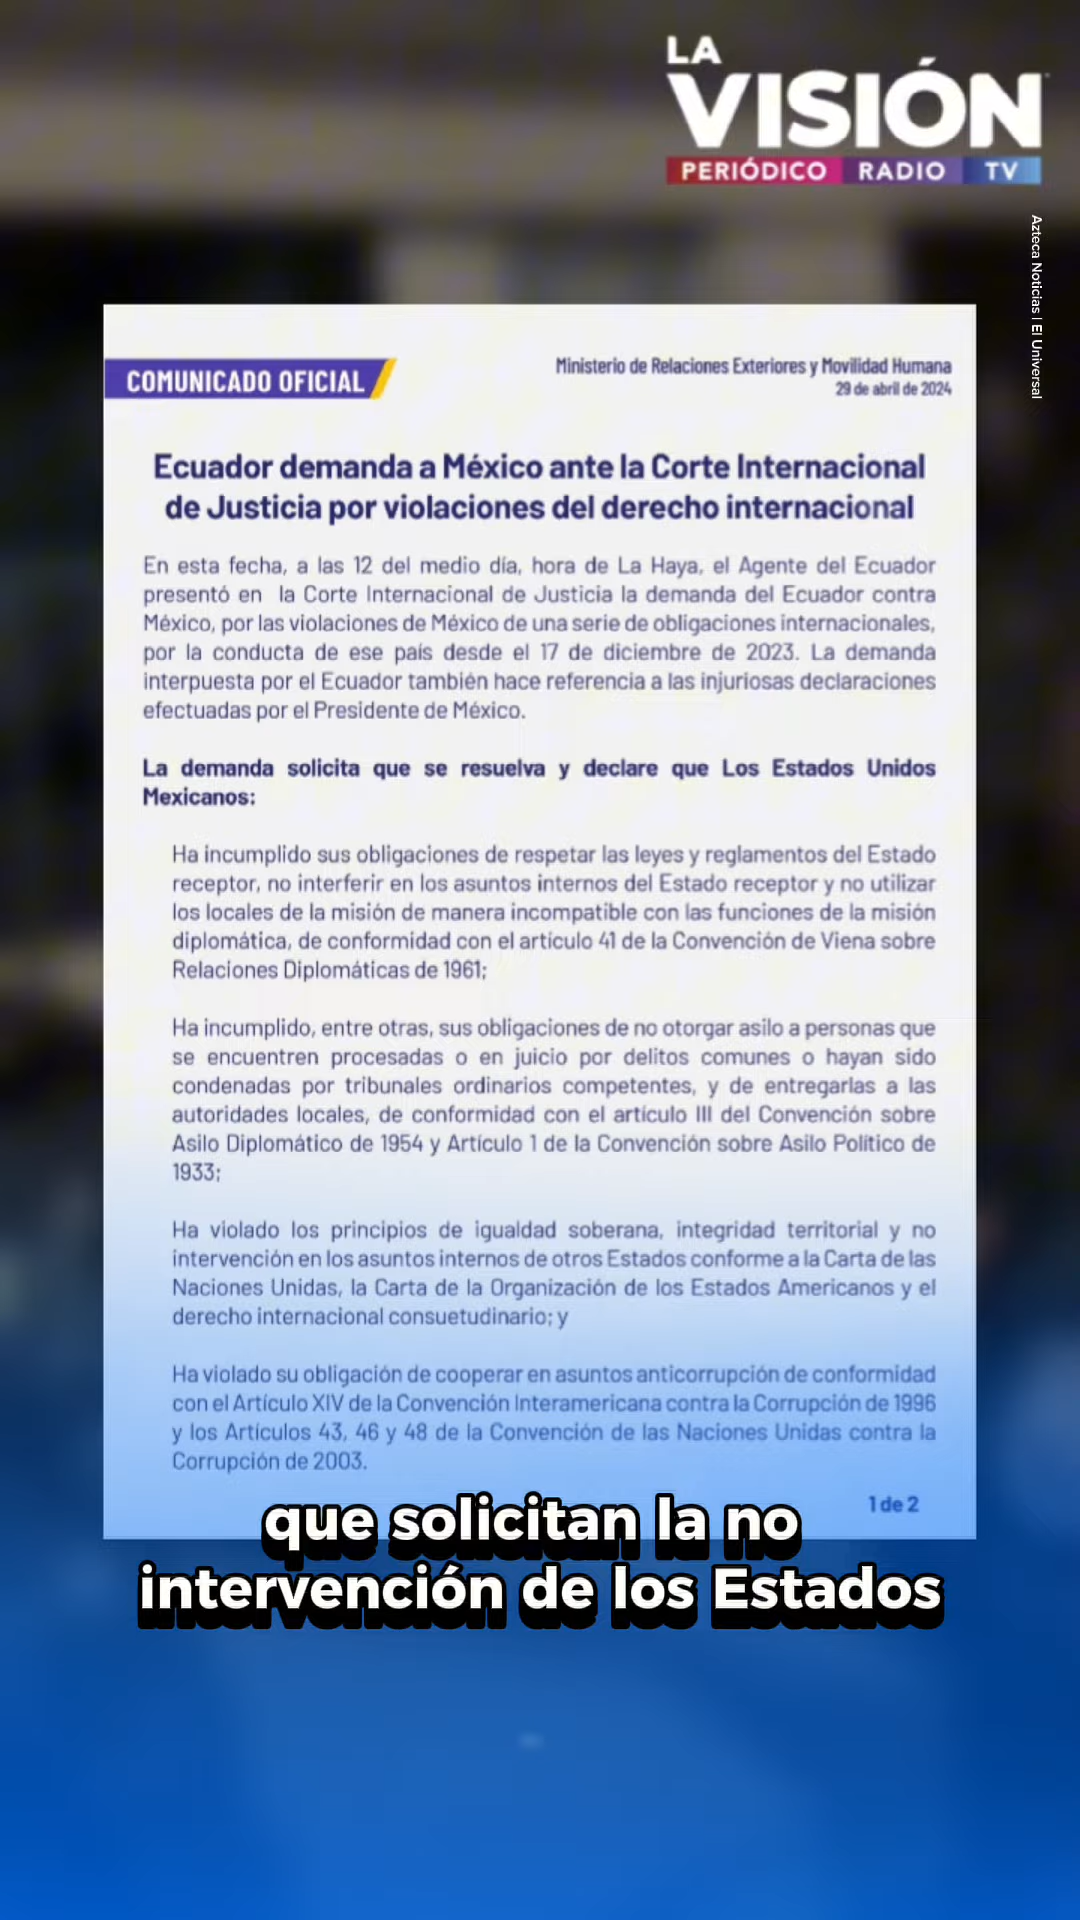 LA
VISIÓN
PERIÓDICO RADIO TV
Azteca Noticias | El Universal
COMUNICADO OFICIAL
Ministerio de Relaciones Exteriores y Movilidad Humana
29 de abril de 2024
Ecuador demanda a México ante la Corte Internacional
de Justicia por violaciones del derecho internacional
En esta fecha, a las 12 del medio día, hora de La Haya, el Agente del Ecuador
presentó en la Corte Internacional de Justicia la demanda del Ecuador contra
México, por las violaciones de México de una serie de obligaciones internacionales,
por la conducta de ese país desde el 17 de diciembre de 2023. La demanda
interpuesta por el Ecuador también hace referencia a las injuriosas declaraciones
efectuadas por el Presidente de México.
La demanda solicita que se resuelva y declare que Los Estados Unidos
Mexicanos:
Ha incumplido sus obligaciones de respetar las leyes y reglamentos del Estado
receptor, no interferir en los asuntos internos del Estado receptor y no utilizar
los locales de la misión de manera incompatible con las funciones de la misión
diplomática, de conformidad con el artículo 41 de la Convención de Viena sobre
Relaciones Diplomáticas de 1961;
Ha incumplido, entre otras, sus obligaciones de no otorgar asilo a personas que
se encuentren procesadas o en juicio por delitos comunes o hayan sido
condenadas por tribunales ordinarios competentes, y de entregarlas a las
autoridades locales, de conformidad con el artículo III del Convención sobre
Asilo Diplomático de 1954 y Artículo 1 de la Convención sobre Asilo Político de
1933;
Ha violado los principios de igualdad soberana, integridad territorial y no
intervención en los asuntos internos de otros Estados conforme a la Carta de las
Naciones Unidas, la Carta de la Organización de los Estados Americanos y el
derecho internacional consuetudinario; y
Ha violado su obligación de cooperar en asuntos anticorrupción de conformidad
con el Artículo XIV de la Convención Interamericana contra la Corrupción de 1996
y los Artículos 43, 46 y 48 de la Convención de las Naciones Unidas contra la
Corrupción de 2003.
1 de 2
que solicitan la no
intervención de los Estados